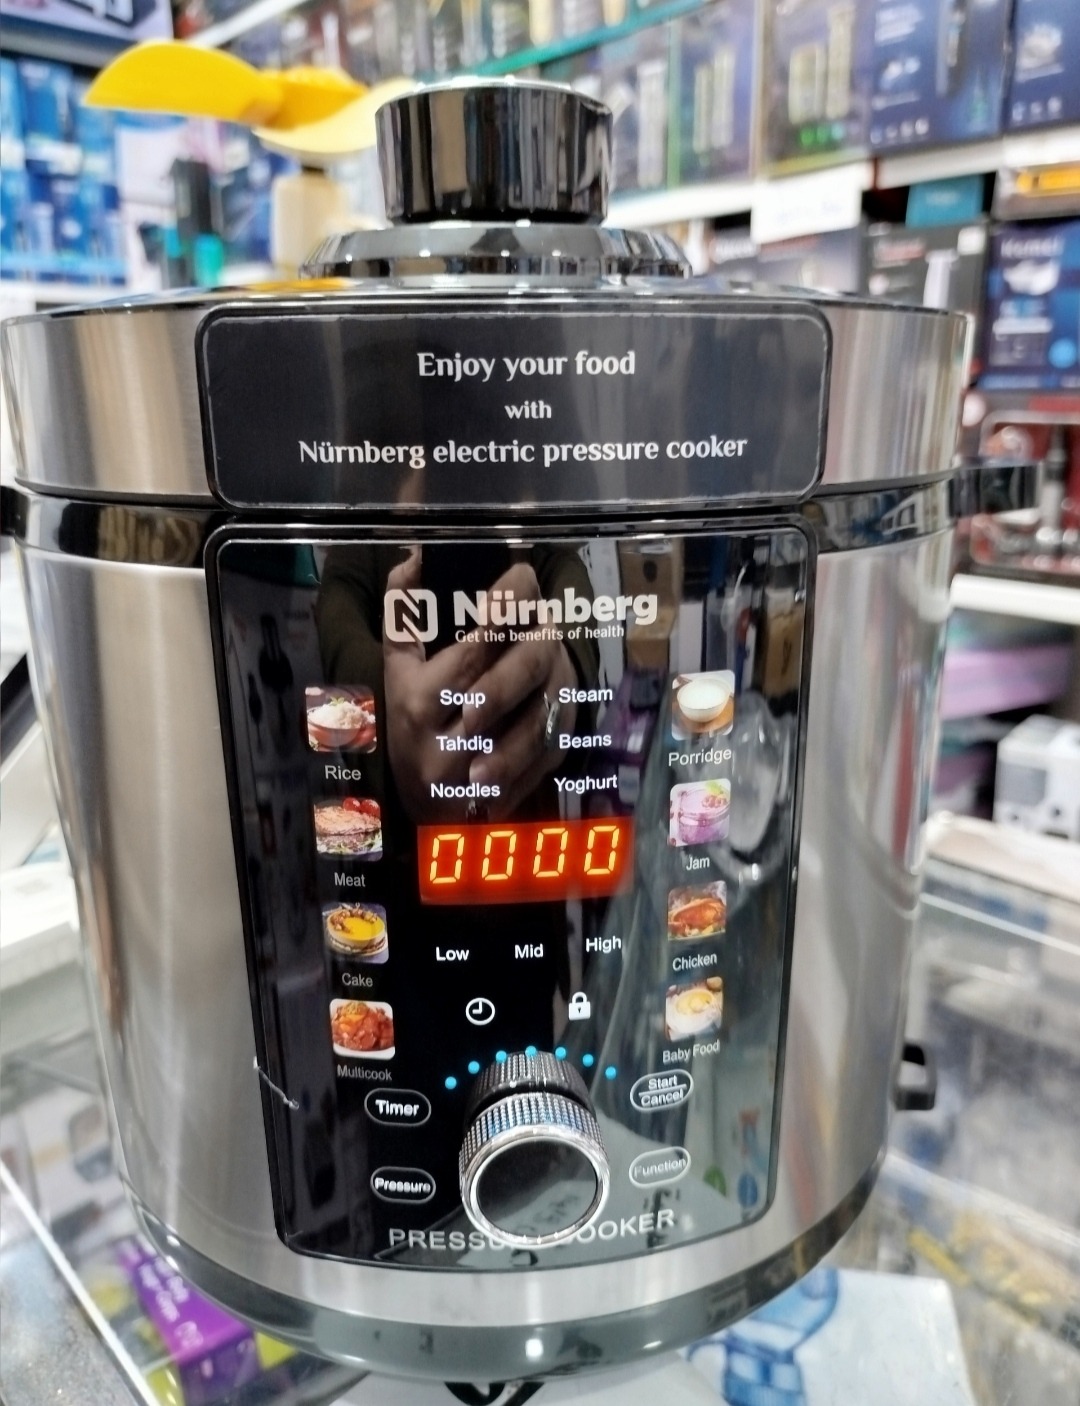 Enjoy your food
with
Nürnberg electric pressure cooker
Nürnberg
Get the benefits of health
Soup
Steam
Tahdig
Beans
Noodles
Yoghurt
Rice
Porridge
Meat
Jam
Cake
Chicken
Multicook
Baby Food
0000
Low
Mid
High
Timer
Start
Cancel
Pressure
Function